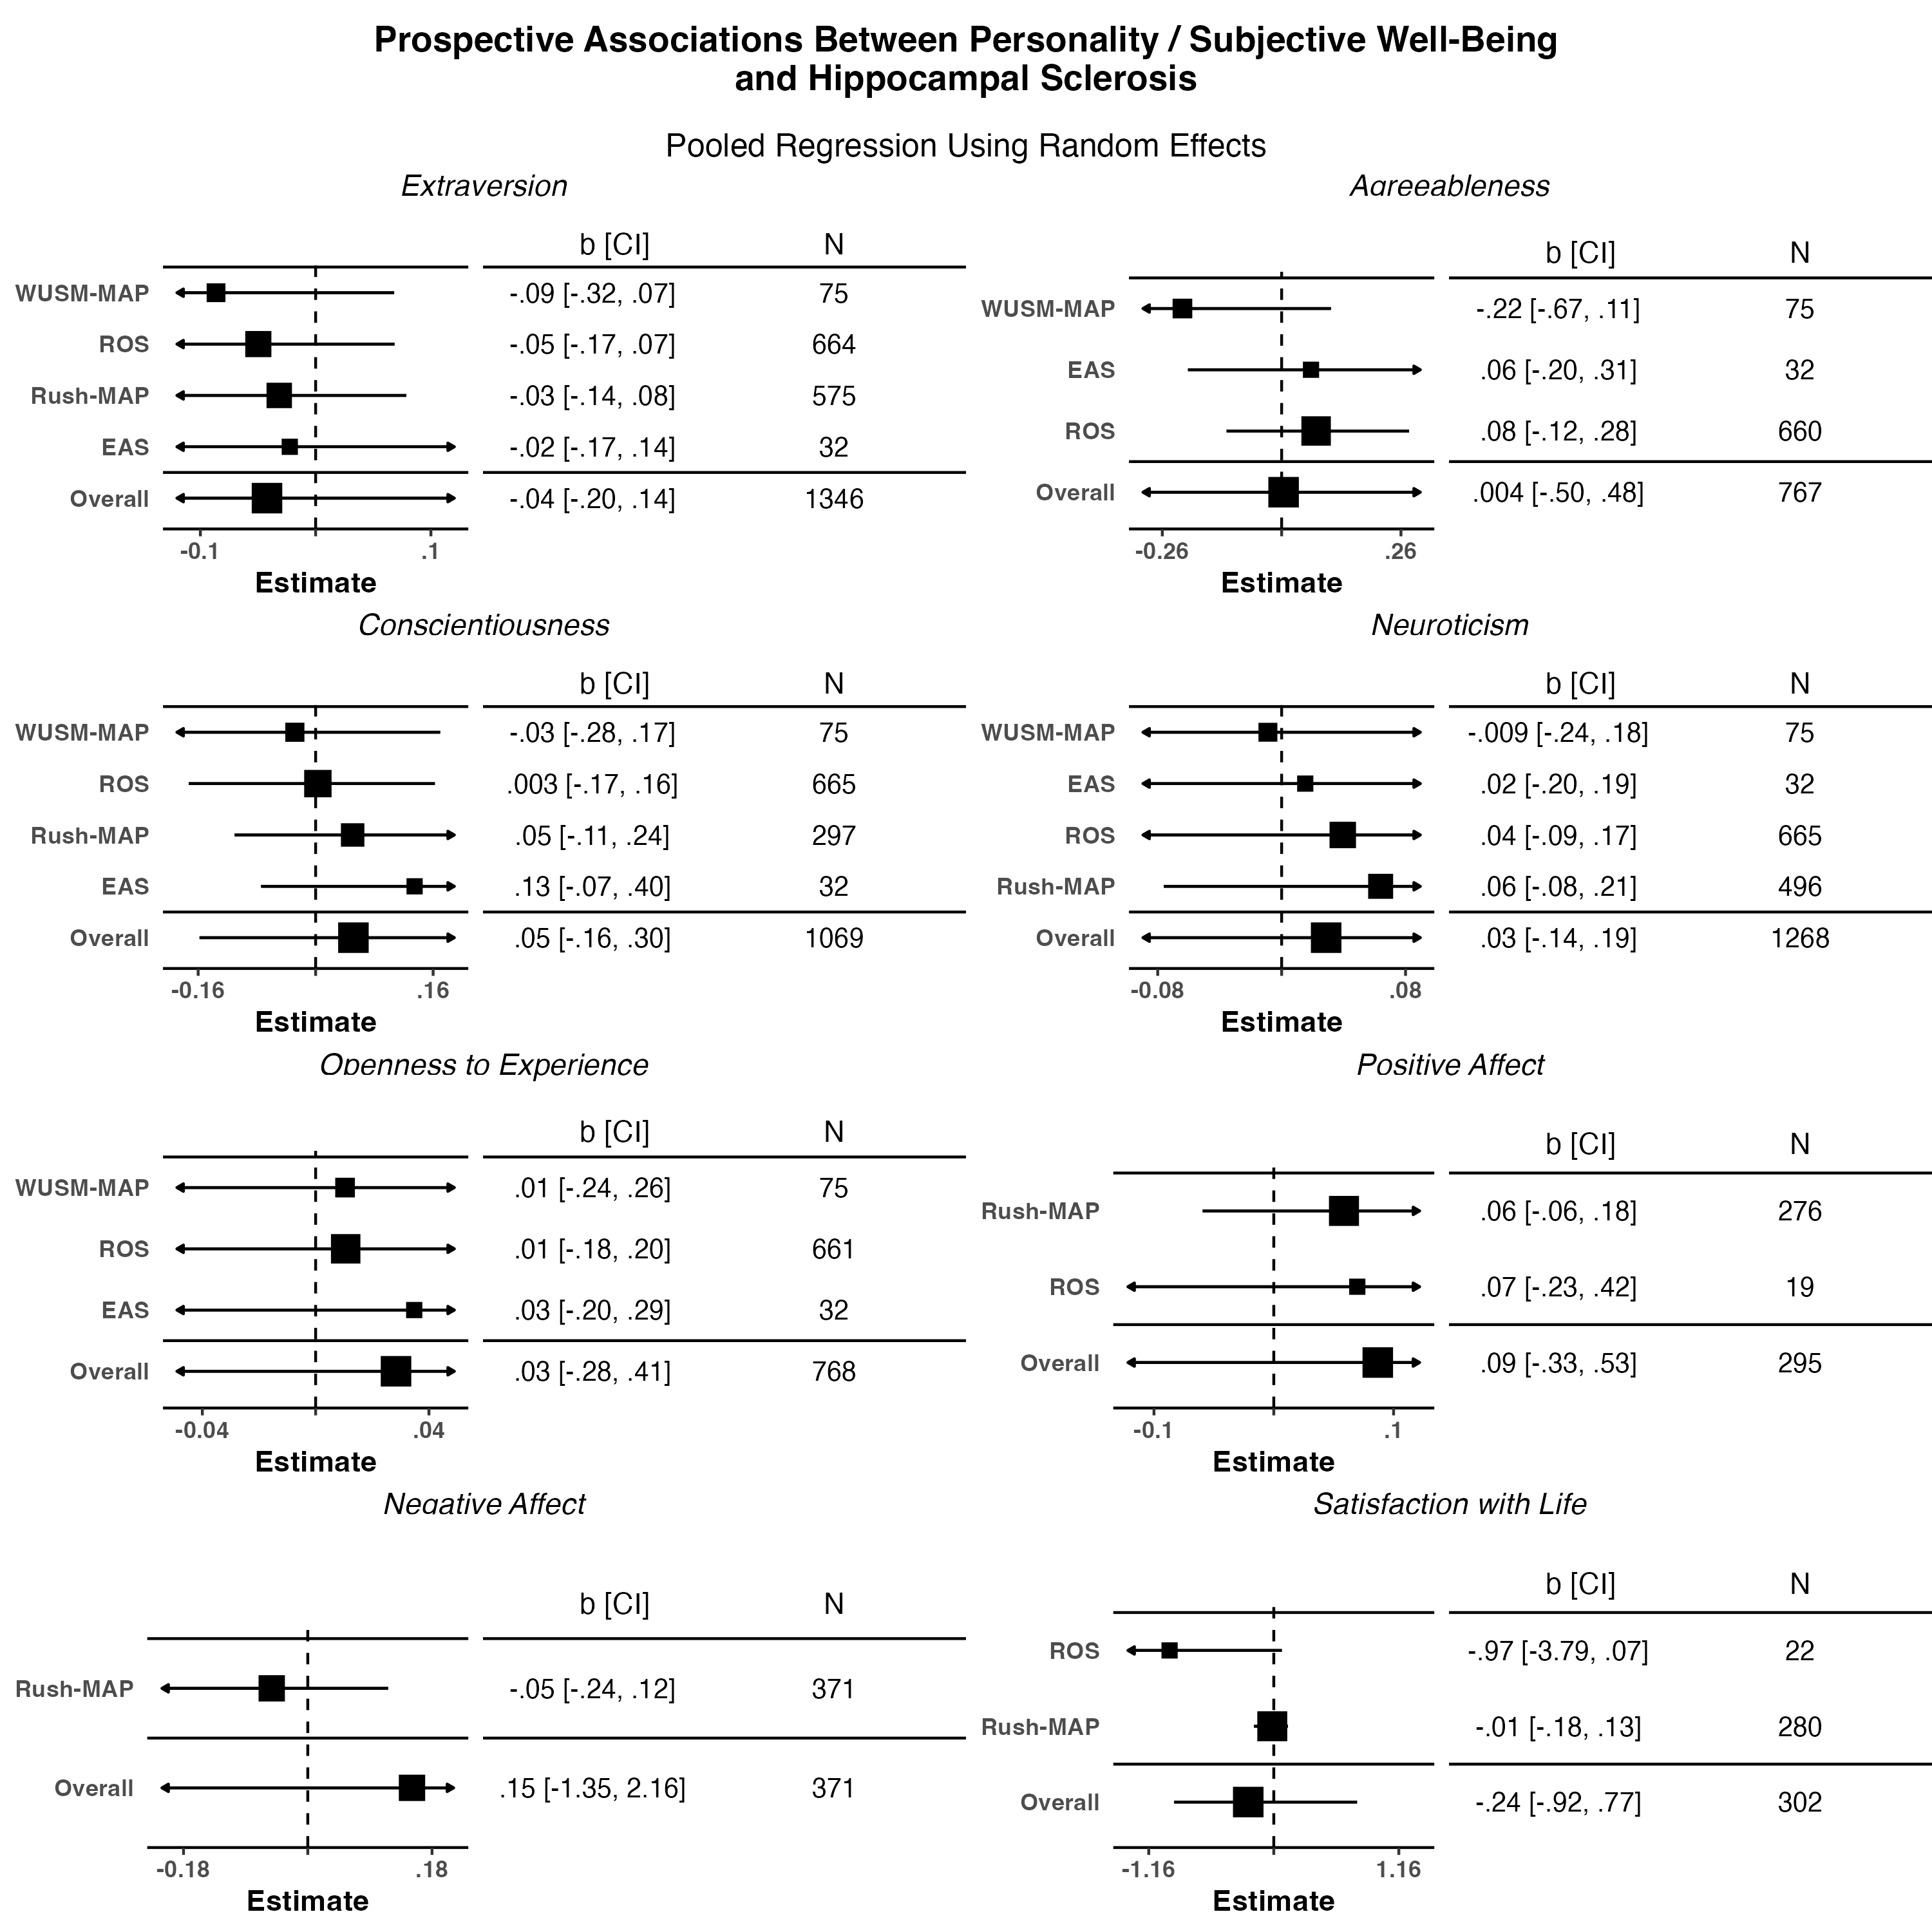 Prospective Associations Between Personality / Subjective Well-Being
and Hippocampal Sclerosis
Pooled Regression Using Random Effects
Extraversion
b [CI] N
WUSM-MAP -.09 [-.32, .07] 75
ROS -.05 [-.17, .07] 664
Rush-MAP -.03 [-.14, .08] 575
EAS -.02 [-.17, .14] 32
Overall -.04 [-.20, .14] 1346
-0.1 .1
Estimate
Agreeableness
b [CI] N
WUSM-MAP -.22 [-.67, .11] 75
EAS .06 [-.20, .31] 32
ROS .08 [-.12, .28] 660
Overall .004 [-.50, .48] 767
-0.26 .26
Estimate
Conscientiousness
b [CI] N
WUSM-MAP -.03 [-.28, .17] 75
ROS .003 [-.17, .16] 665
Rush-MAP .05 [-.11, .24] 297
EAS .13 [-.07, .40] 32
Overall .05 [-.16, .30] 1069
-0.16 .16
Estimate
Neuroticism
b [CI] N
WUSM-MAP -.009 [-.24, .18] 75
EAS .02 [-.20, .19] 32
ROS .04 [-.09, .17] 665
Rush-MAP .06 [-.08, .21] 496
Overall .03 [-.14, .19] 1268
-0.08 .08
Estimate
Openness to Experience
b [CI] N
WUSM-MAP .01 [-.24, .26] 75
ROS .01 [-.18, .20] 661
EAS .03 [-.20, .29] 32
Overall .03 [-.28, .41] 768
-0.04 .04
Estimate
Positive Affect
b [CI] N
Rush-MAP .06 [-.06, .18] 276
ROS .07 [-.23, .42] 19
Overall .09 [-.33, .53] 295
-0.1 .1
Estimate
Negative Affect
b [CI] N
Rush-MAP -.05 [-.24, .12] 371
Overall .15 [-1.35, 2.16] 371
-0.18 .18
Estimate
Satisfaction with Life
b [CI] N
ROS -.97 [-3.79, .07] 22
Rush-MAP -.01 [-.18, .13] 280
Overall -.24 [-.92, .77] 302
-1.16 1.16
Estimate